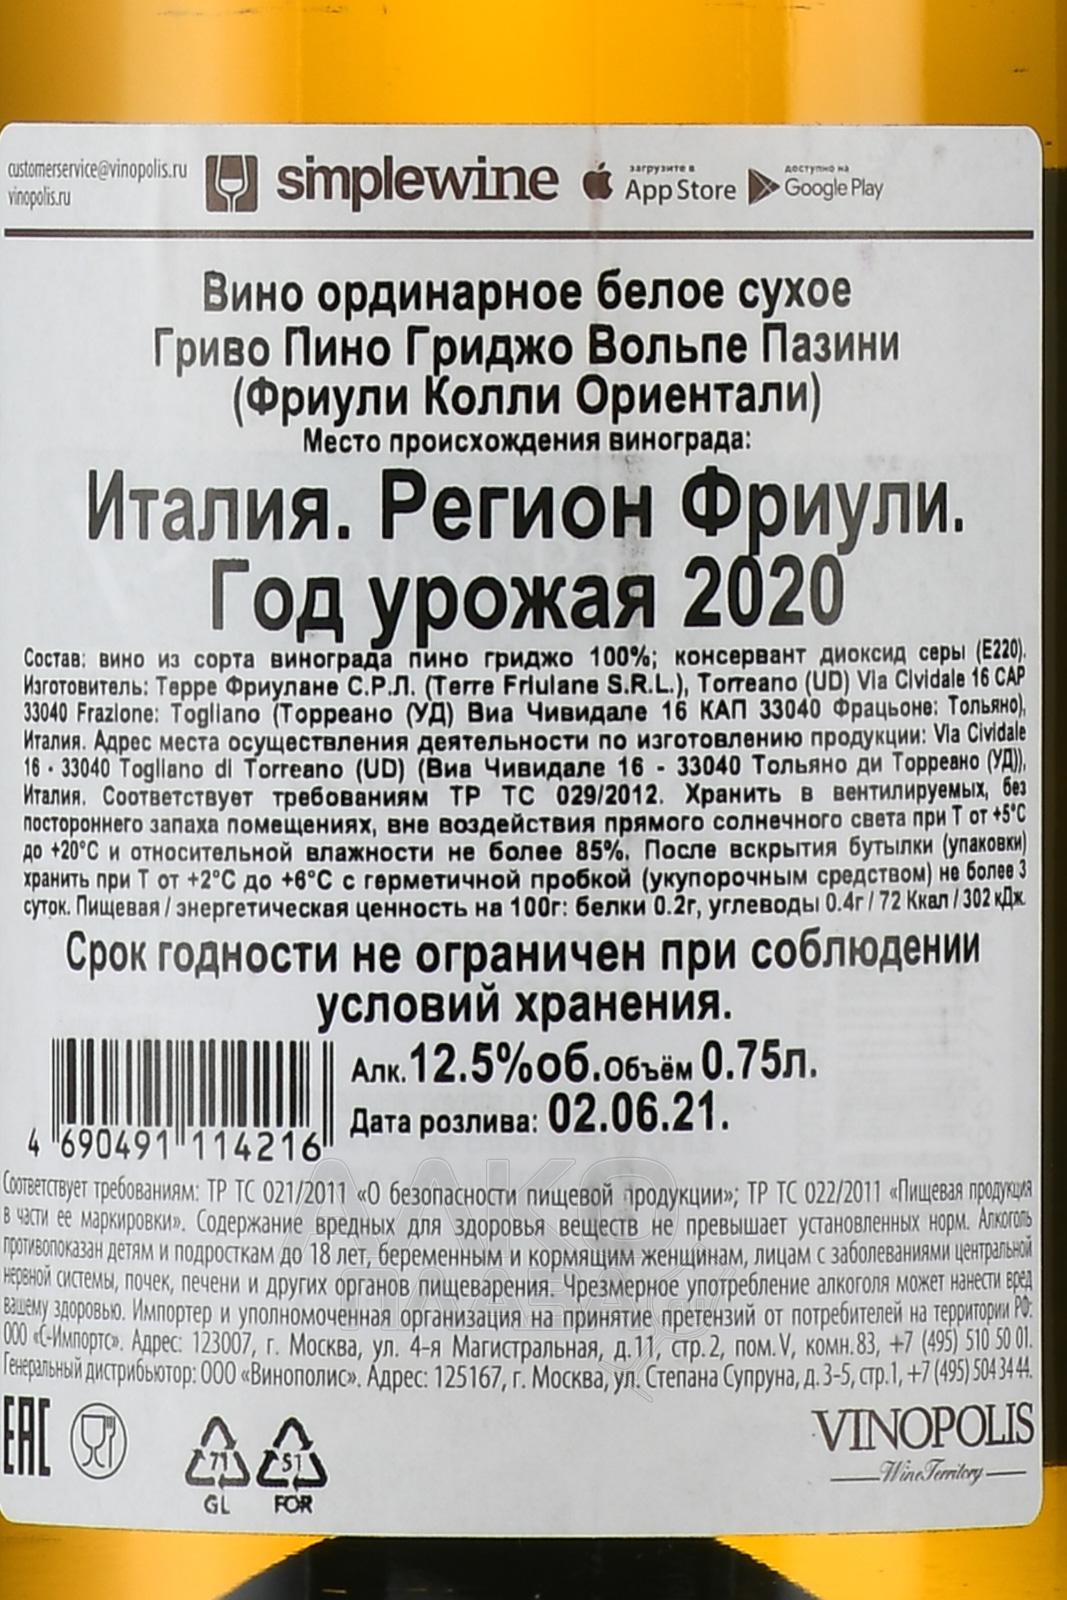 customerservice@vinopolis.ru
vinopolis.ru
simplewine
загрузите в
App Store
доступно на
Google Play
Вино ординарное белое сухое
Гриво Пино Гриджо Вольпе Пазини
(Фриули Колли Ориентали)
Место происхождения винограда:
Италия. Регион Фриули.
Год урожая 2020
Состав: вино из сорта винограда пино гриджо 100%; консервант диоксид серы (Е220).
Изготовитель: Терре Фриулане С.Р.Л. (Terre Friulane S.R.L.), Torreano (UD) Via Cividale 16 CAP
33040 Frazione: Togliano (Торреано (УД) Виа Чивидале 16 КАП 33040 Фрацьоне: Тольяно),
Италия. Адрес места осуществления деятельности по изготовлению продукции: Via Cividale
16 - 33040 Togliano di Torreano (UD) (Виа Чивидале 16 - 33040 Тольяно ди Торреано (УД)),
Италия. Соответствует требованиям ТР ТС 029/2012. Хранить в вентилируемых, без
постороннего запаха помещениях, вне воздействия прямого солнечного света при Т от +5°С
до +20°С и относительной влажности не более 85%. После вскрытия бутылки (упаковки)
хранить при Т от +2°С до +6°С с герметичной пробкой (укупорочным средством) не более 3
суток. Пищевая / энергетическая ценность на 100г: белки 0.2г, углеводы 0.4г / 72 Ккал / 302 кДж.
Срок годности не ограничен при соблюдении
условий хранения.
Алк.12.5%об.Объём 0.75л.
Дата розлива: 02.06.21.
4 690491 114216
Соответствует требованиям: ТР ТС 021/2011 «О безопасности пищевой продукции»; ТР ТС 022/2011 «Пищевая продукция
в части ее маркировки». Содержание вредных для здоровья веществ не превышает установленных норм. Алкоголь
противопоказан детям и подросткам до 18 лет, беременным и кормящим женщинам, лицам с заболеваниями центральной
нервной системы, почек, печени и других органов пищеварения. Чрезмерное употребление алкоголя может нанести вред
вашему здоровью. Импортер и уполномоченная организация на принятие претензий от потребителей на территории РФ:
ООО «С-Импортс». Адрес: 123007, г. Москва, ул. 4-я Магистральная, д.11, стр.2, пом.V, комн.83, +7 (495) 510 50 01.
Генеральный дистрибьютор: ООО «Винополис». Адрес: 125167, г. Москва, ул. Степана Супруна, д. 3-5, стр.1, +7 (495) 504 34 44.
ЕАС
71
GL
51
FOR
VINOPOLIS
Wine Territory